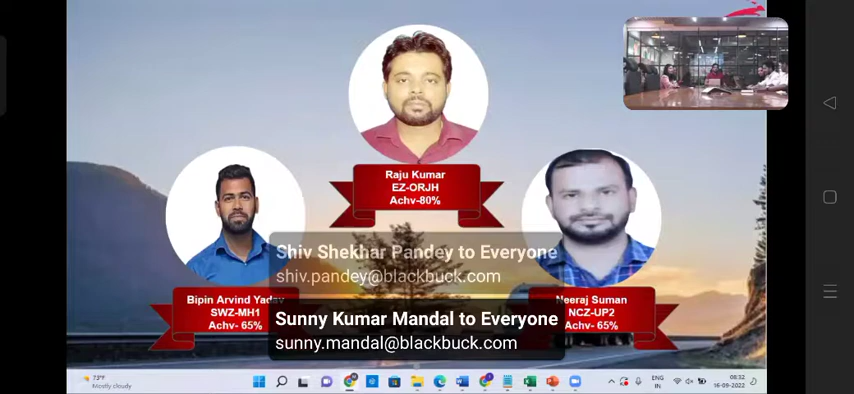 Raju Kumar
EZ-ORJH
Achv-80%
Bipin Arvind Yadav
SWZ-MH1
Achv- 65%
Neeraj Suman
NCZ-UP2
Achv- 65%
Shiv Shekhar Pandey to Everyone
shiv.pandey@blackbuck.com
Sunny Kumar Mandal to Everyone
sunny.mandal@blackbuck.com
73°F
Mostly cloudy
ENG
IN
08:32
16-09-2022